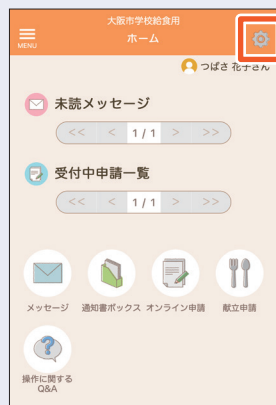 大阪市学校給食用
MENU
ホーム
つばさ 花子さん
未読メッセージ
<< < 1 / 1 > >>
受付中申請一覧
<< < 1 / 1 > >>
メッセージ 通知書ボックス オンライン申請 献立申請
操作に関する
Q&A